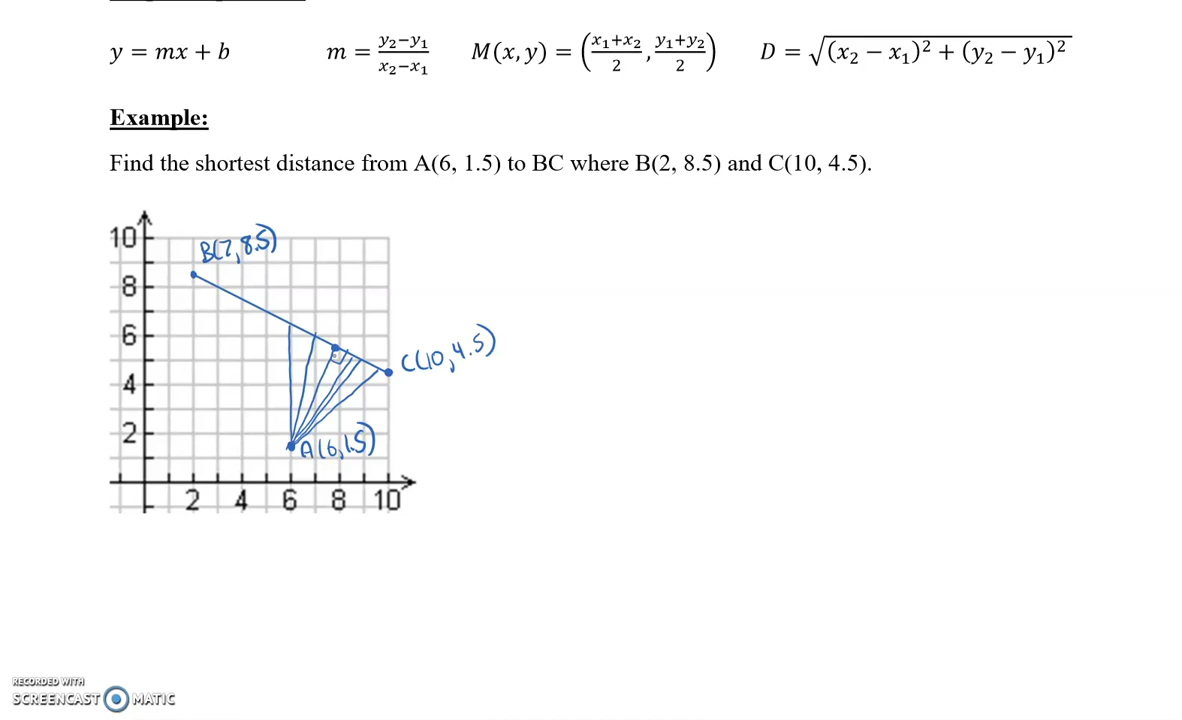 y = mx + b    m = (y₂−y₁)/(x₂−x₁)    M(x, y) = ((x₁+x₂)/2, (y₁+y₂)/2)    D = √((x₂ − x₁)² + (y₂ − y₁)²)
Example:
Find the shortest distance from A(6, 1.5) to BC where B(2, 8.5) and C(10, 4.5).
10
B(2, 8.5)
8
6
C(10, 4.5)
4
2
A(6, 1.5)
2 4 6 8 10
RECORDED WITH
SCREENCAST O MATIC